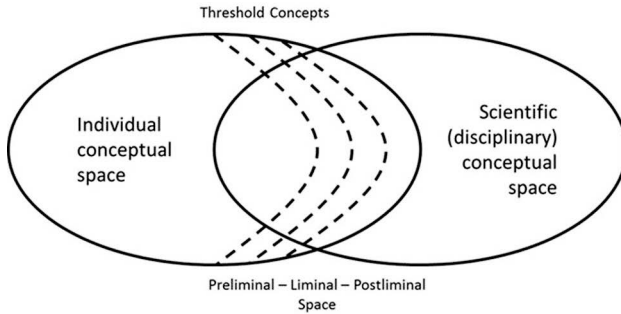 Threshold Concepts
Individual
conceptual
space
Scientific
(disciplinary)
conceptual
space
Preliminal – Liminal – Postliminal
Space